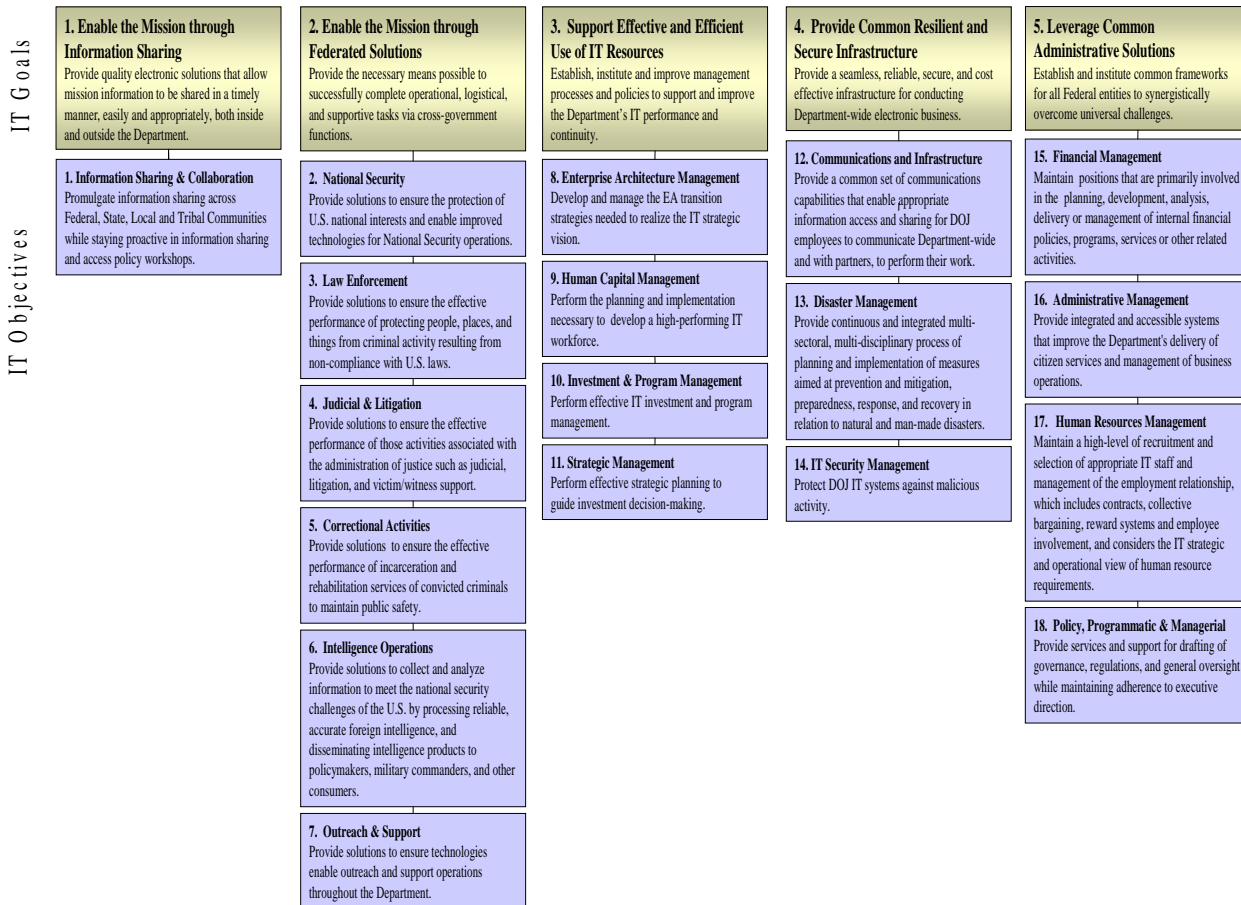 IT Goals
1. Enable the Mission through
Information Sharing
Provide quality electronic solutions that allow
mission information to be shared in a timely
manner, easily and appropriately, both inside
and outside the Department.
2. Enable the Mission through
Federated Solutions
Provide the necessary means possible to
successfully complete operational, logistical,
and supportive tasks via cross-government
functions.
3. Support Effective and Efficient
Use of IT Resources
Establish, institute and improve management
processes and policies to support and improve
the Department's IT performance and
continuity.
4. Provide Common Resilient and
Secure Infrastructure
Provide a seamless, reliable, secure, and cost
effective infrastructure for conducting
Department-wide electronic business.
5. Leverage Common
Administrative Solutions
Establish and institute common frameworks
for all Federal entities to synergistically
overcome universal challenges.
IT Objectives
1. Information Sharing & Collaboration
Promulgate information sharing across
Federal, State, Local and Tribal Communities
while staying proactive in information sharing
and access policy workshops.
2. National Security
Provide solutions to ensure the protection of
U.S. national interests and enable improved
technologies for National Security operations.
3. Law Enforcement
Provide solutions to ensure the effective
performance of protecting people, places, and
things from criminal activity resulting from
non-compliance with U.S. laws.
4. Judicial & Litigation
Provide solutions to ensure the effective
performance of those activities associated with
the administration of justice such as judicial,
litigation, and victim/witness support.
5. Correctional Activities
Provide solutions to ensure the effective
performance of incarceration and
rehabilitation services of convicted criminals
to maintain public safety.
6. Intelligence Operations
Provide solutions to collect and analyze
information to meet the national security
challenges of the U.S. by processing reliable,
accurate foreign intelligence, and
disseminating intelligence products to
policymakers, military commanders, and other
consumers.
7. Outreach & Support
Provide solutions to ensure technologies
enable outreach and support operations
throughout the Department.
8. Enterprise Architecture Management
Develop and manage the EA transition
strategies needed to realize the IT strategic
vision.
9. Human Capital Management
Perform the planning and implementation
necessary to develop a high-performing IT
workforce.
10. Investment & Program Management
Perform effective IT investment and program
management.
11. Strategic Management
Perform effective strategic planning to
guide investment decision-making.
12. Communications and Infrastructure
Provide a common set of communications
capabilities that enable appropriate
information access and sharing for DOJ
employees to communicate Department-wide
and with partners, to perform their work.
13. Disaster Management
Provide continuous and integrated multi-
sectoral, multi-disciplinary process of
planning and implementation of measures
aimed at prevention and mitigation,
preparedness, response, and recovery in
relation to natural and man-made disasters.
14. IT Security Management
Protect DOJ IT systems against malicious
activity.
15. Financial Management
Maintain positions that are primarily involved
in the planning, development, analysis,
delivery or management of internal financial
policies, programs, services or other related
activities.
16. Administrative Management
Provide integrated and accessible systems
that improve the Department's delivery of
citizen services and management of business
operations.
17. Human Resources Management
Maintain a high-level of recruitment and
selection of appropriate IT staff and
management of the employment relationship,
which includes contracts, collective
bargaining, reward systems and employee
involvement, and considers the IT strategic
and operational view of human resource
requirements.
18. Policy, Programmatic & Managerial
Provide services and support for drafting of
governance, regulations, and general oversight
while maintaining adherence to executive
direction.